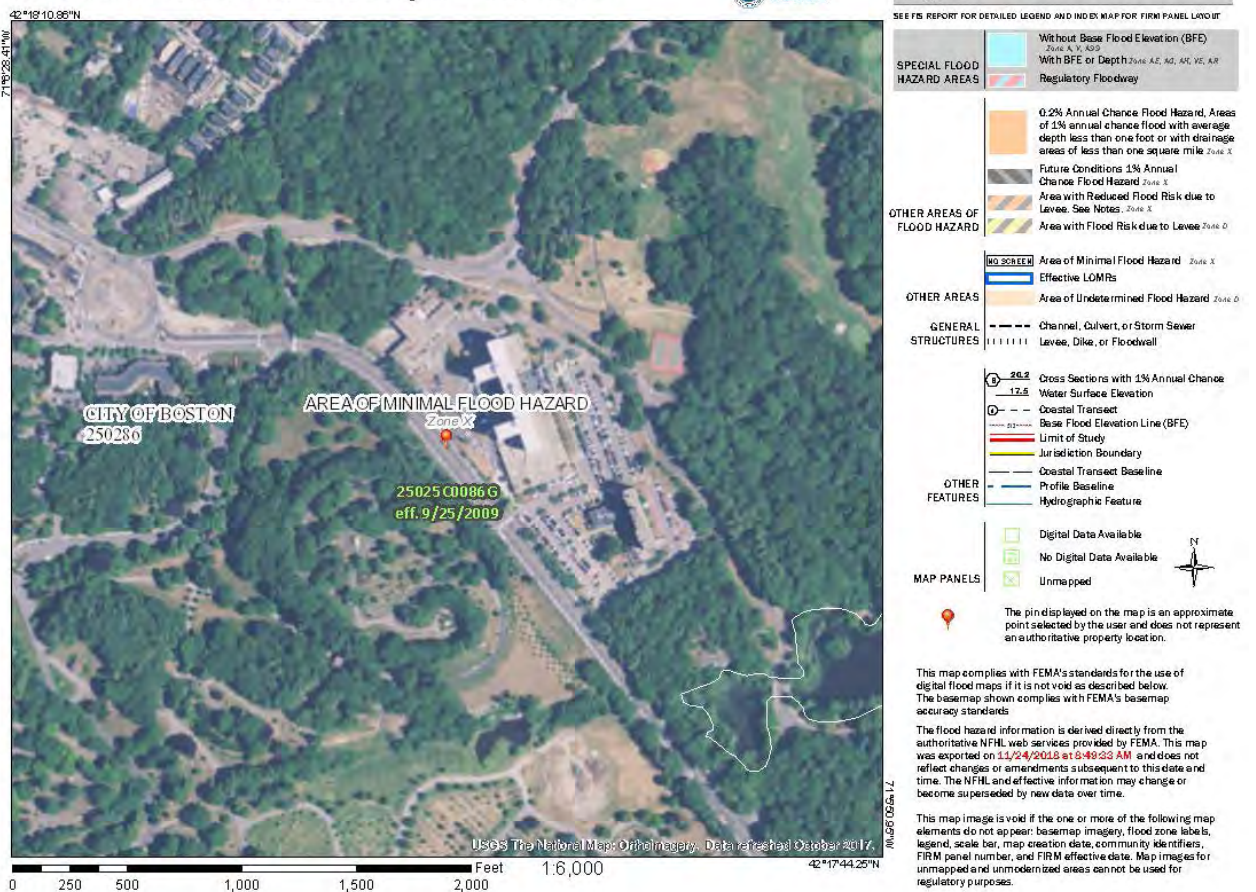 42°18'10.86"N
71°8'28.41"W
CITY OF BOSTON
250286
AREA OF MINIMAL FLOOD HAZARD
Zone X
25025C0086G
eff. 9/25/2009
USGS The National Map: Orthoimagery. Data refreshed October 2017.
71°50.95"W
42°17'44.25"N
Feet 1:6,000
0 250 500 1,000 1,500 2,000
SEE FIS REPORT FOR DETAILED LEGEND AND INDEX MAP FOR FIRM PANEL LAYOUT
SPECIAL FLOOD
HAZARD AREAS
Without Base Flood Elevation (BFE)
Zone A, V, A99
With BFE or Depth Zone AE, AO, AH, VE, AR
Regulatory Floodway
OTHER AREAS OF
FLOOD HAZARD
0.2% Annual Chance Flood Hazard, Areas
of 1% annual chance flood with average
depth less than one foot or with drainage
areas of less than one square mile Zone X
Future Conditions 1% Annual
Chance Flood Hazard Zone X
Area with Reduced Flood Risk due to
Levee. See Notes. Zone X
Area with Flood Risk due to Levee Zone D
OTHER AREAS
NO SCREEN Area of Minimal Flood Hazard Zone X
Effective LOMRs
Area of Undetermined Flood Hazard Zone D
GENERAL
STRUCTURES
Channel, Culvert, or Storm Sewer
Levee, Dike, or Floodwall
OTHER
FEATURES
B 20.2 Cross Sections with 1% Annual Chance
17.5 Water Surface Elevation
Coastal Transect
513 Base Flood Elevation Line (BFE)
Limit of Study
Jurisdiction Boundary
Coastal Transect Baseline
Profile Baseline
Hydrographic Feature
MAP PANELS
Digital Data Available
No Digital Data Available
Unmapped
N
The pin displayed on the map is an approximate
point selected by the user and does not represent
an authoritative property location.
This map complies with FEMA's standards for the use of
digital flood maps if it is not void as described below.
The basemap shown complies with FEMA's basemap
accuracy standards
The flood hazard information is derived directly from the
authoritative NFHL web services provided by FEMA. This map
was exported on 11/24/2018 at 8:49:33 AM and does not
reflect changes or amendments subsequent to this date and
time. The NFHL and effective information may change or
become superseded by new data over time.
This map image is void if the one or more of the following map
elements do not appear: basemap imagery, flood zone labels,
legend, scale bar, map creation date, community identifiers,
FIRM panel number, and FIRM effective date. Map images for
unmapped and unmodernized areas cannot be used for
regulatory purposes.